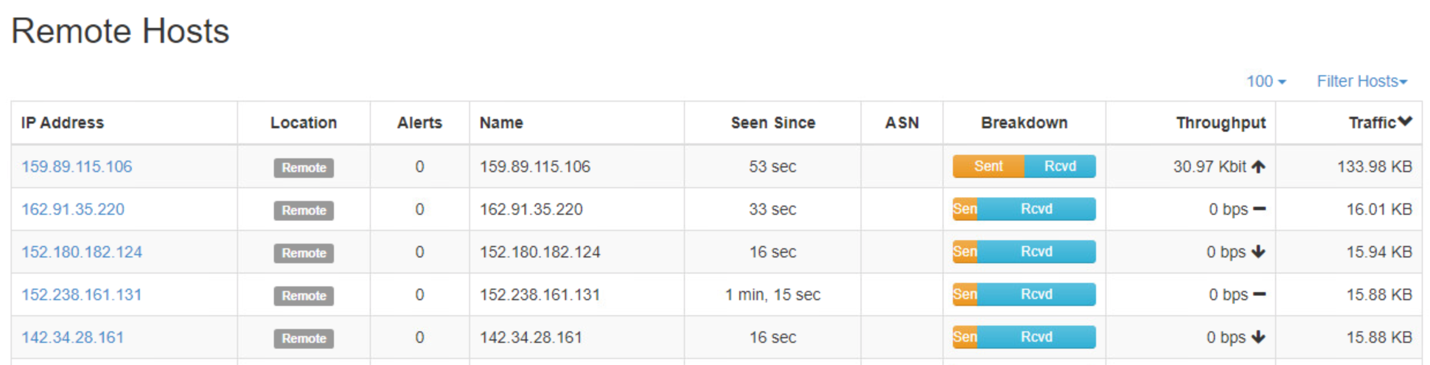 Remote Hosts
100 Filter Hosts
IP Address Location Alerts Name Seen Since ASN Breakdown Throughput Traffic
159.89.115.106 Remote 0 159.89.115.106 53 sec Sent Rcvd 30.97 Kbit 133.98 KB
162.91.35.220 Remote 0 162.91.35.220 33 sec Sen Rcvd 0 bps 16.01 KB
152.180.182.124 Remote 0 152.180.182.124 16 sec Sen Rcvd 0 bps 15.94 KB
152.238.161.131 Remote 0 152.238.161.131 1 min, 15 sec Sen Rcvd 0 bps 15.88 KB
142.34.28.161 Remote 0 142.34.28.161 16 sec Sen Rcvd 0 bps 15.88 KB